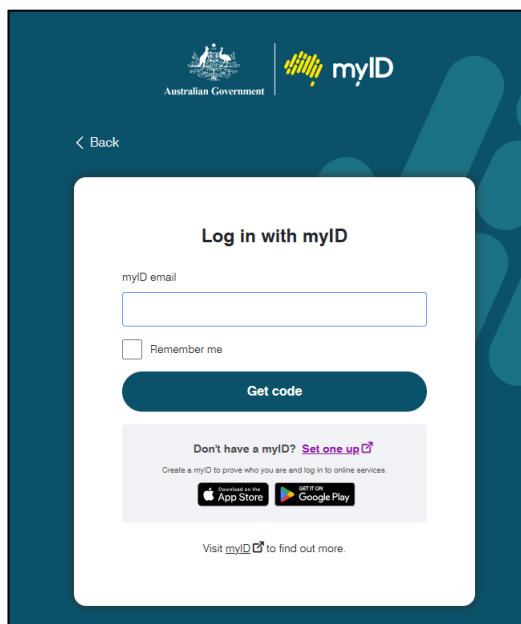 Australian Government
myID
Back
Log in with myID
myID email
Remember me
Get code
Don't have a myID? Set one up
Create a myID to prove who you are and log in to online services.
Download on the
App Store
GET IT ON
Google Play
Visit myID to find out more.